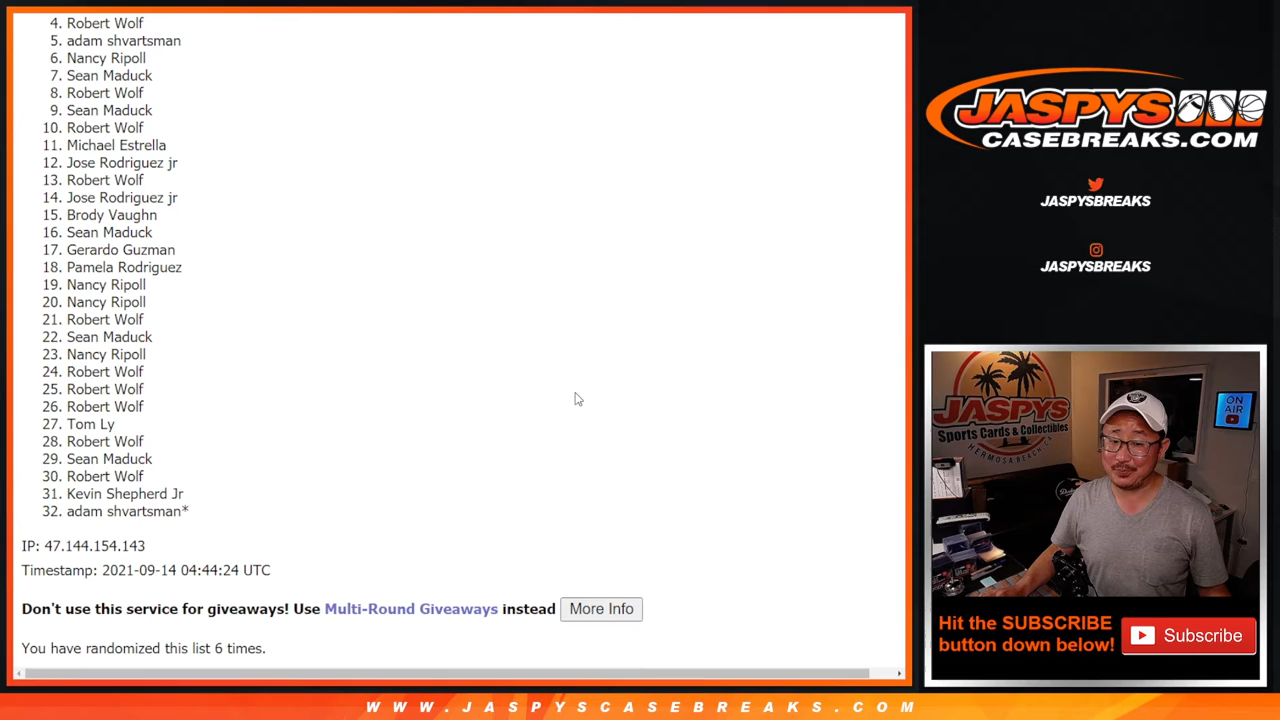 4. Robert Wolf
5. adam shvartsman
6. Nancy Ripoll
7. Sean Maduck
8. Robert Wolf
9. Sean Maduck
10. Robert Wolf
11. Michael Estrella
12. Jose Rodriguez jr
13. Robert Wolf
14. Jose Rodriguez jr
15. Brody Vaughn
16. Sean Maduck
17. Gerardo Guzman
18. Pamela Rodriguez
19. Nancy Ripoll
20. Nancy Ripoll
21. Robert Wolf
22. Sean Maduck
23. Nancy Ripoll
24. Robert Wolf
25. Robert Wolf
26. Robert Wolf
27. Tom Ly
28. Robert Wolf
29. Sean Maduck
30. Robert Wolf
31. Kevin Shepherd Jr
32. adam shvartsman*
IP: 47.144.154.143
Timestamp: 2021-09-14 04:44:24 UTC
Don't use this service for giveaways! Use Multi-Round Giveaways instead More Info
You have randomized this list 6 times.
JASPYS
CASEBREAKS.COM
JASPYSBREAKS
JASPYSBREAKS
JASPYS
Sports Cards & Collectibles
HERMOSA BEACH, CA
ON
AIR
Hit the SUBSCRIBE
button down below!
Subscribe
WWW.JASPYSCASEBREAKS.COM